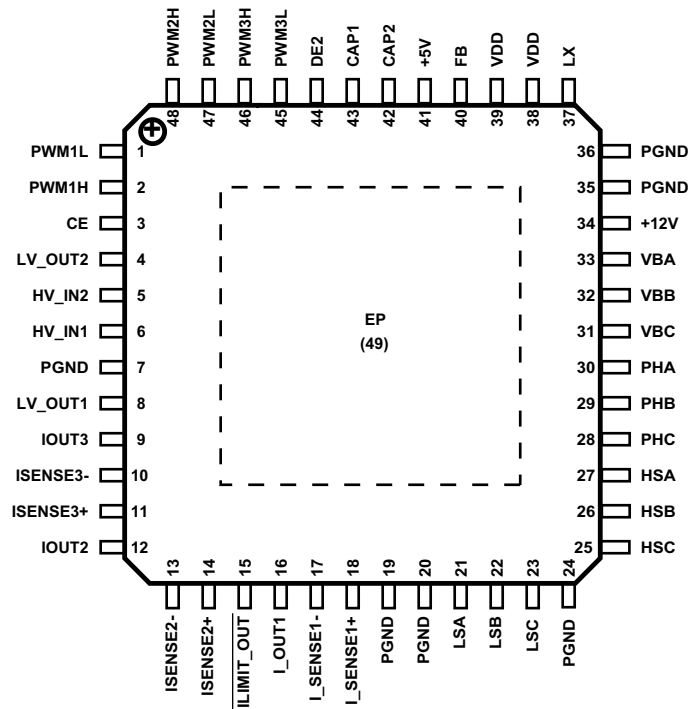 PWM2H
PWM2L
PWM3H
PWM3L
DE2
CAP1
CAP2
+5V
FB
VDD
VDD
LX
48
47
46
45
44
43
42
41
40
39
38
37
PWM1L 1
PWM1H 2
CE 3
LV_OUT2 4
HV_IN2 5
HV_IN1 6
PGND 7
LV_OUT1 8
IOUT3 9
ISENSE3- 10
ISENSE3+ 11
IOUT2 12
EP
(49)
36 PGND
35 PGND
34 +12V
33 VBA
32 VBB
31 VBC
30 PHA
29 PHB
28 PHC
27 HSA
26 HSB
25 HSC
13
14
15
16
17
18
19
20
21
22
23
24
ISENSE2-
ISENSE2+
ILIMIT_OUT
I_OUT1
I_SENSE1-
I_SENSE1+
PGND
PGND
LSA
LSB
LSC
PGND